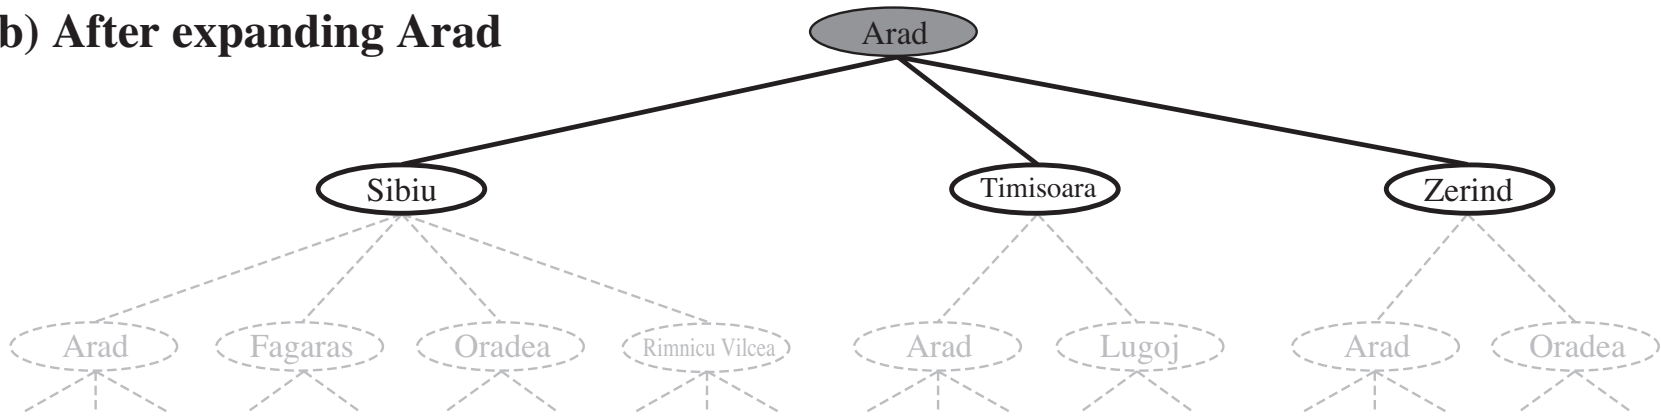 b) After expanding Arad
Arad
Sibiu
Timisoara
Zerind
Arad
Fagaras
Oradea
Rimnicu Vilcea
Arad
Lugoj
Arad
Oradea